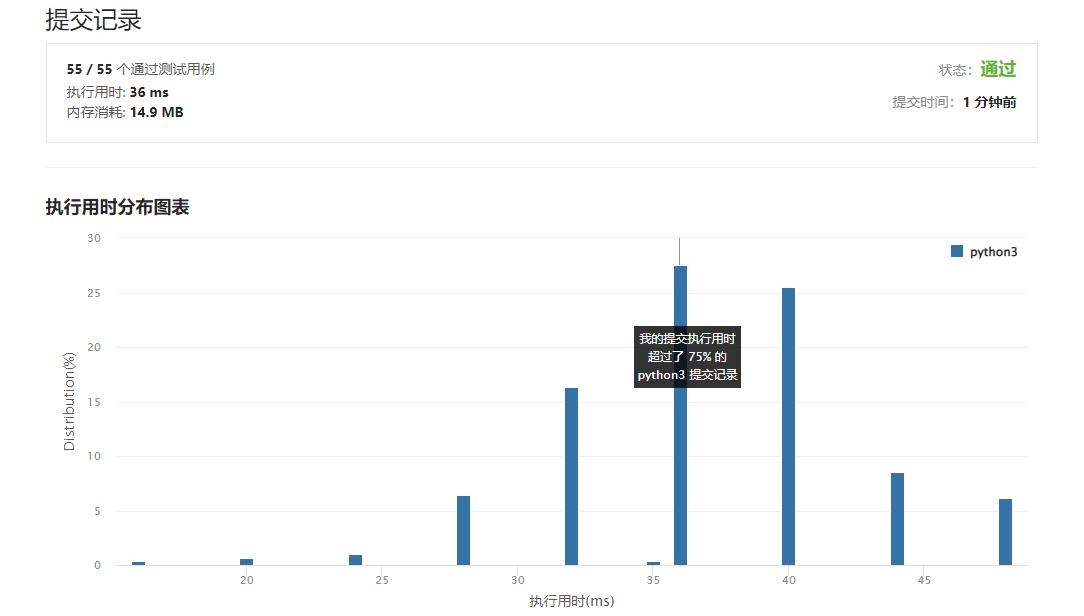 提交记录
55 / 55 个通过测试用例
状态: 通过
执行用时: 36 ms
提交时间: 1 分钟前
内存消耗: 14.9 MB
执行用时分布图表
30
25
20
15
10
5
0
Distribution(%)
python3
我的提交执行用时
超过了 75% 的
python3 提交记录
20 25 30 35 40 45
执行用时(ms)